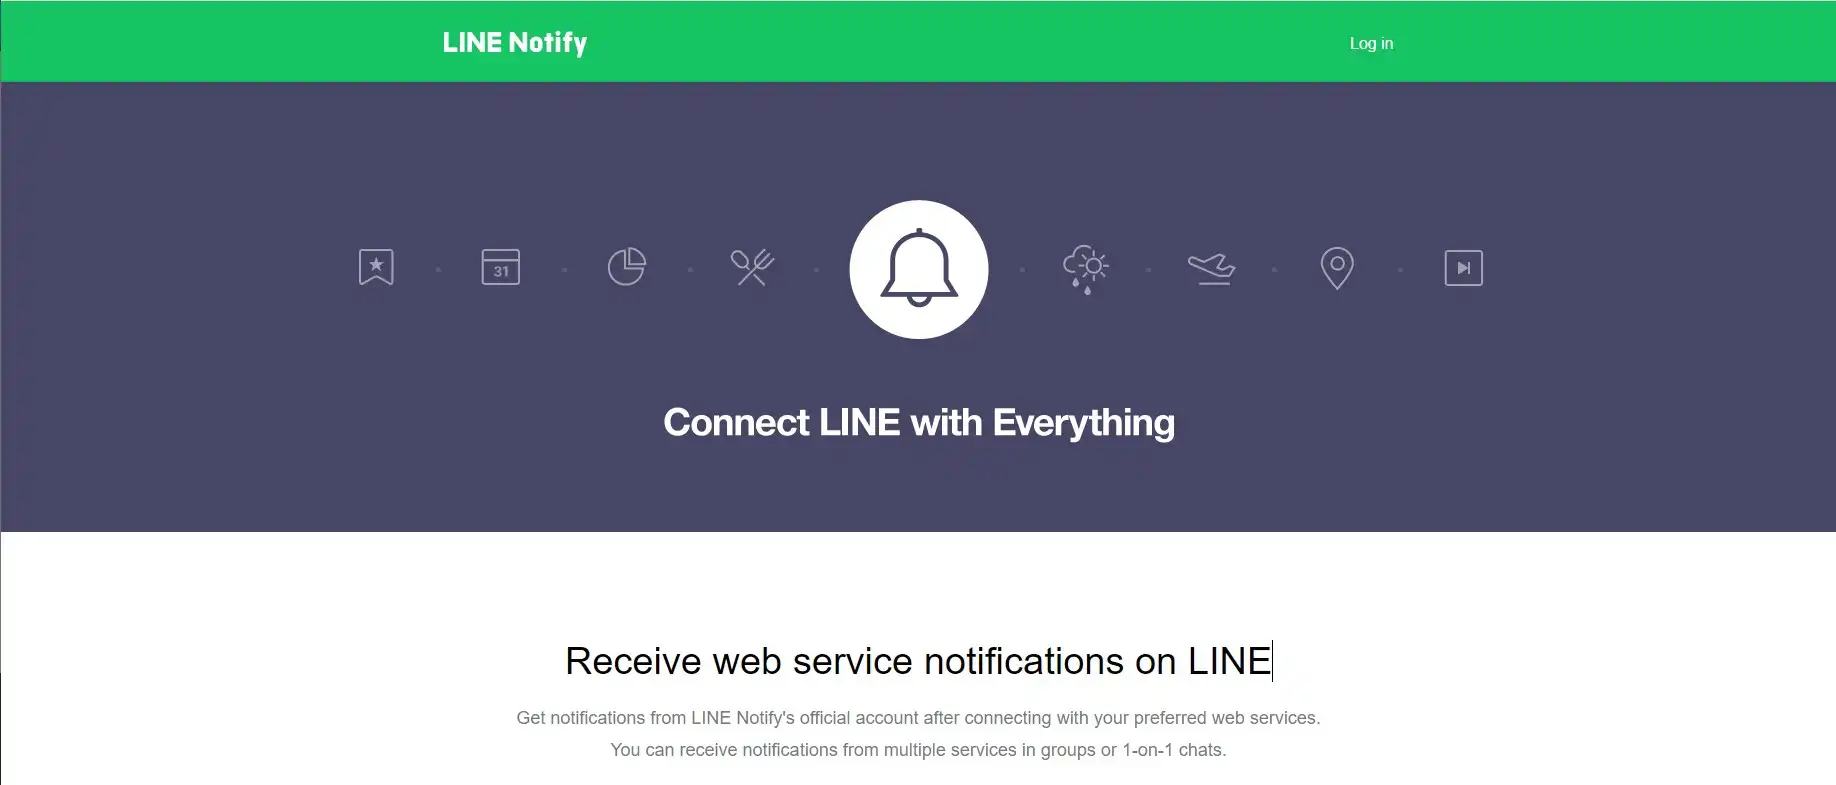 LINE Notify
Log in
31
Connect LINE with Everything
Receive web service notifications on LINE
Get notifications from LINE Notify's official account after connecting with your preferred web services.
You can receive notifications from multiple services in groups or 1-on-1 chats.